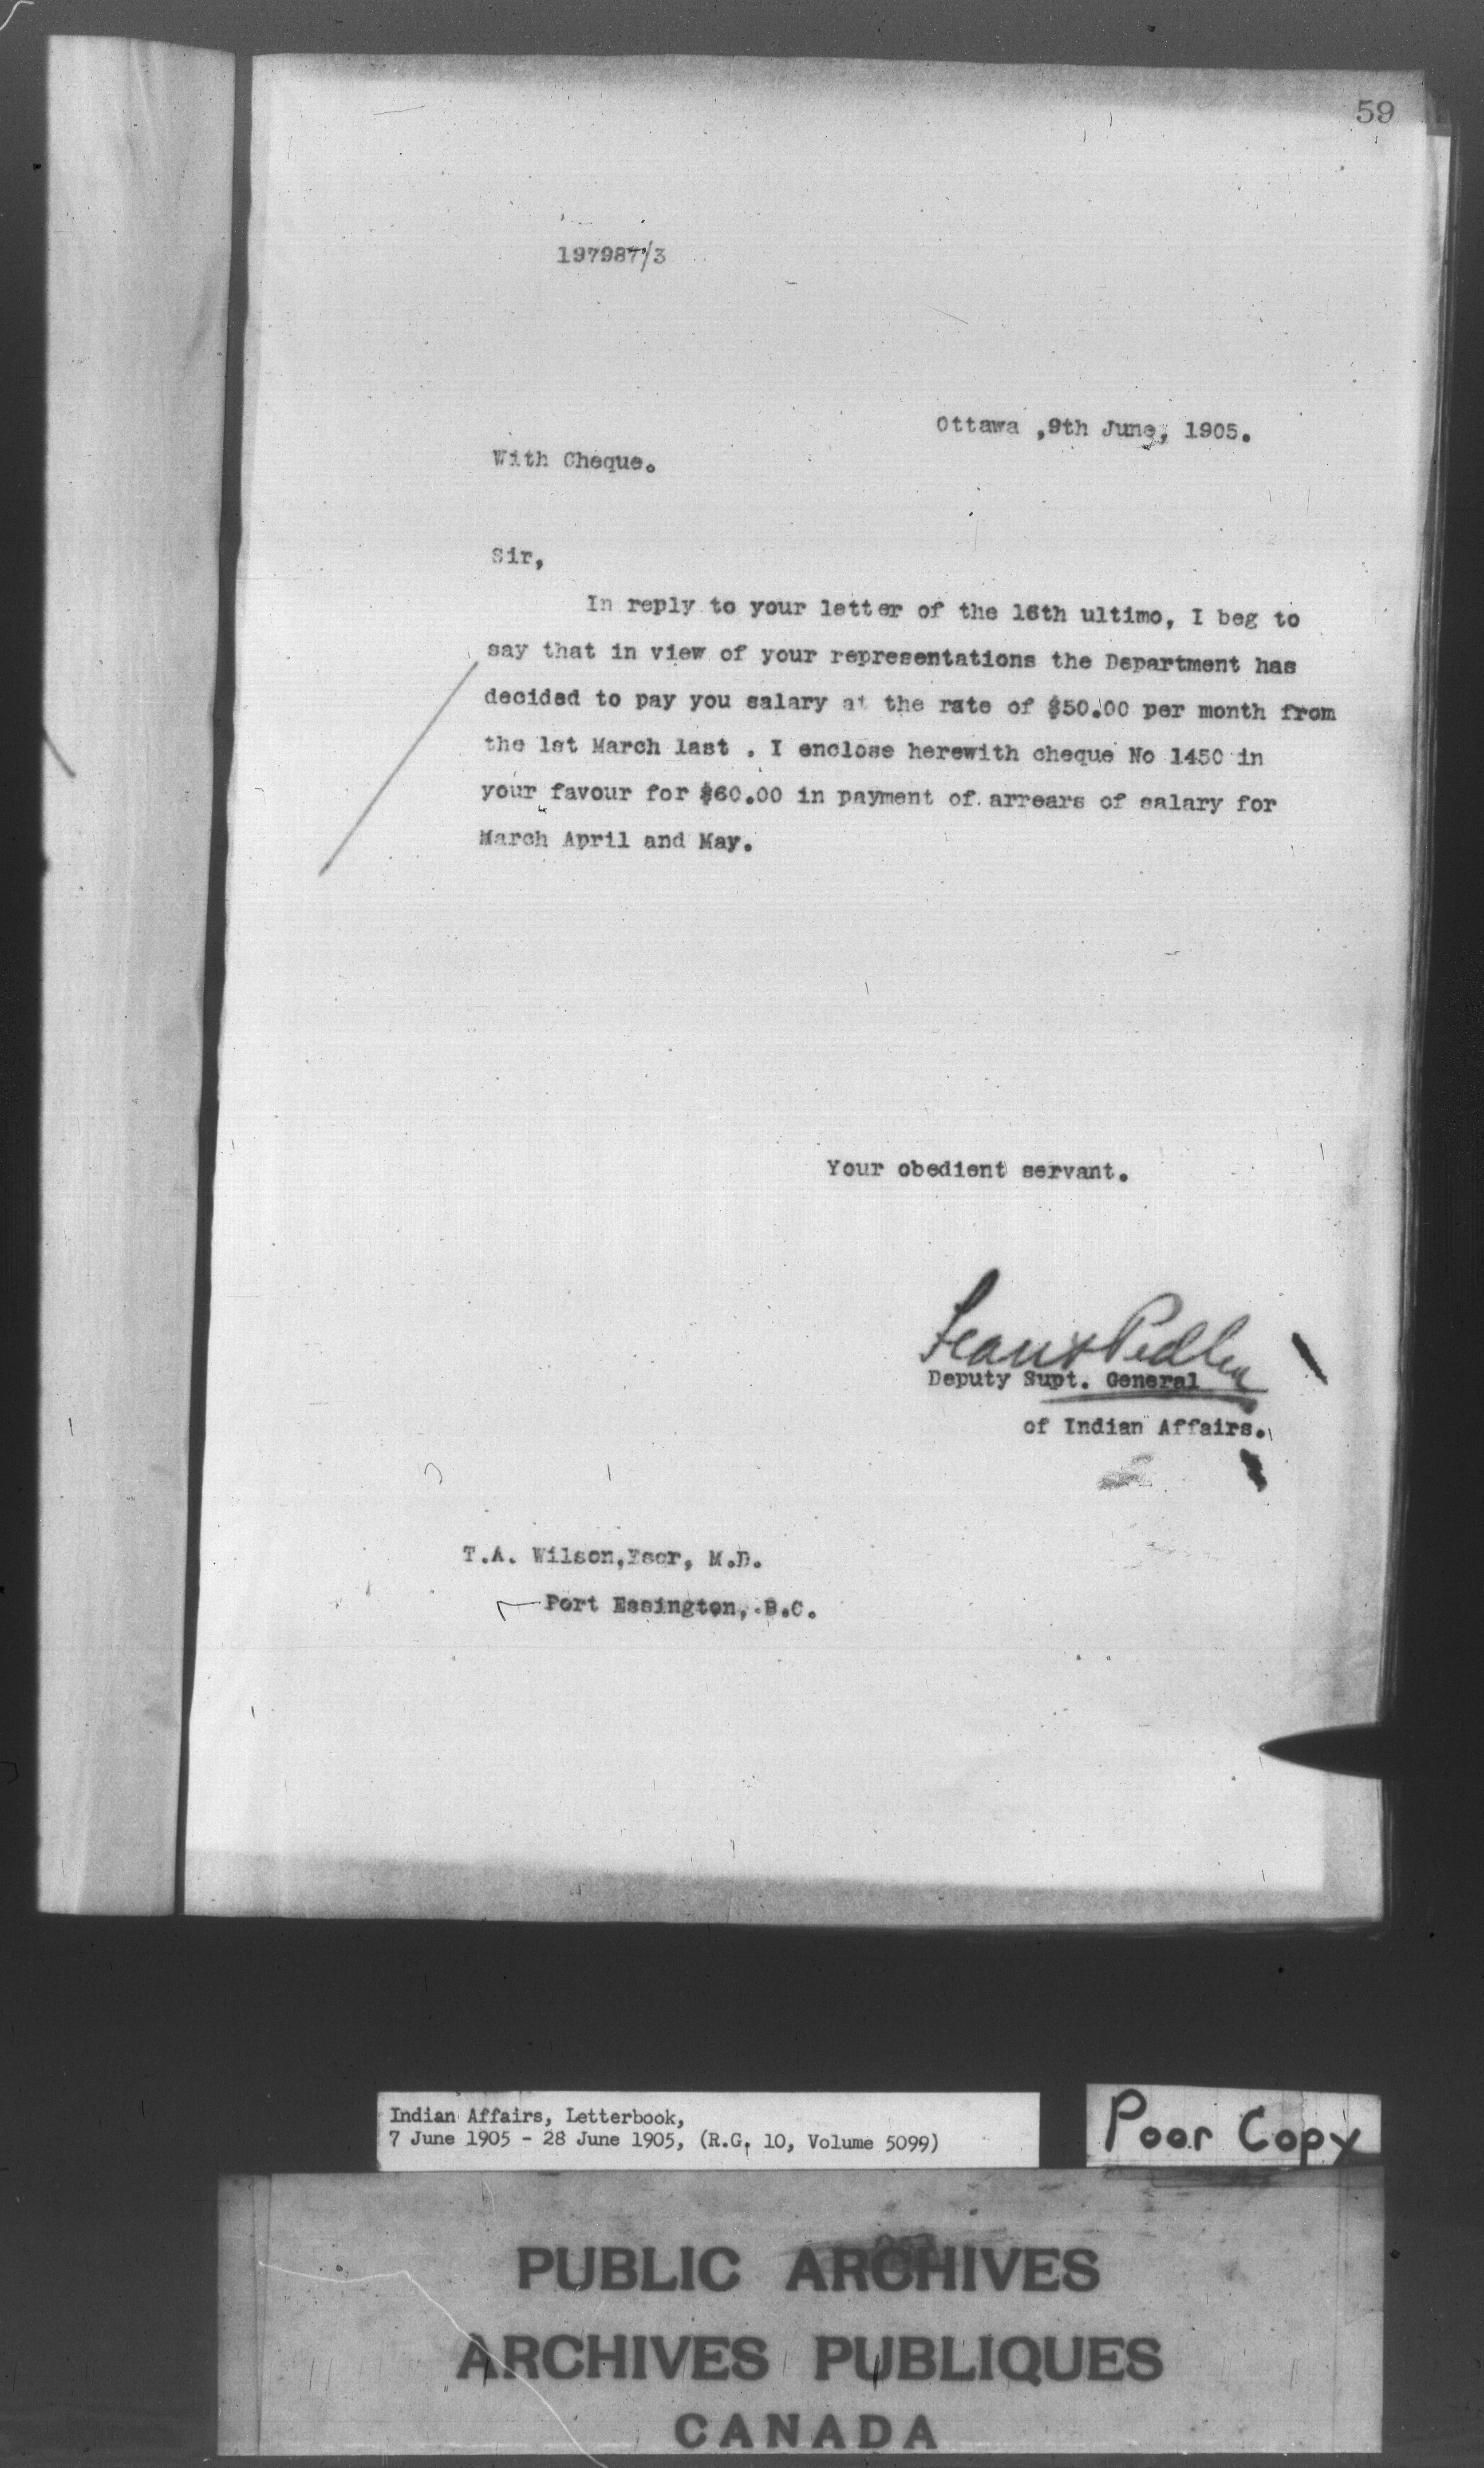 59
197987/3
Ottawa ,9th June, 1905.
With Cheque.
Sir,
In reply to your letter of the 16th ultimo, I beg to
say that in view of your representations the Department has
decided to pay you salary at the rate of $50.00 per month from
the 1st March last . I enclose herewith cheque No 1450 in
your favour for $60.00 in payment of arrears of salary for
March April and May.
Your obedient servant.
Frank Pedley
Deputy Supt. General
of Indian Affairs.
T.A. Wilson,Esqr, M.D.
Port Essington, B.C.
Indian Affairs, Letterbook,
7 June 1905 - 28 June 1905, (R.G. 10, Volume 5099)
Poor Copy
PUBLIC ARCHIVES
ARCHIVES PUBLIQUES
CANADA